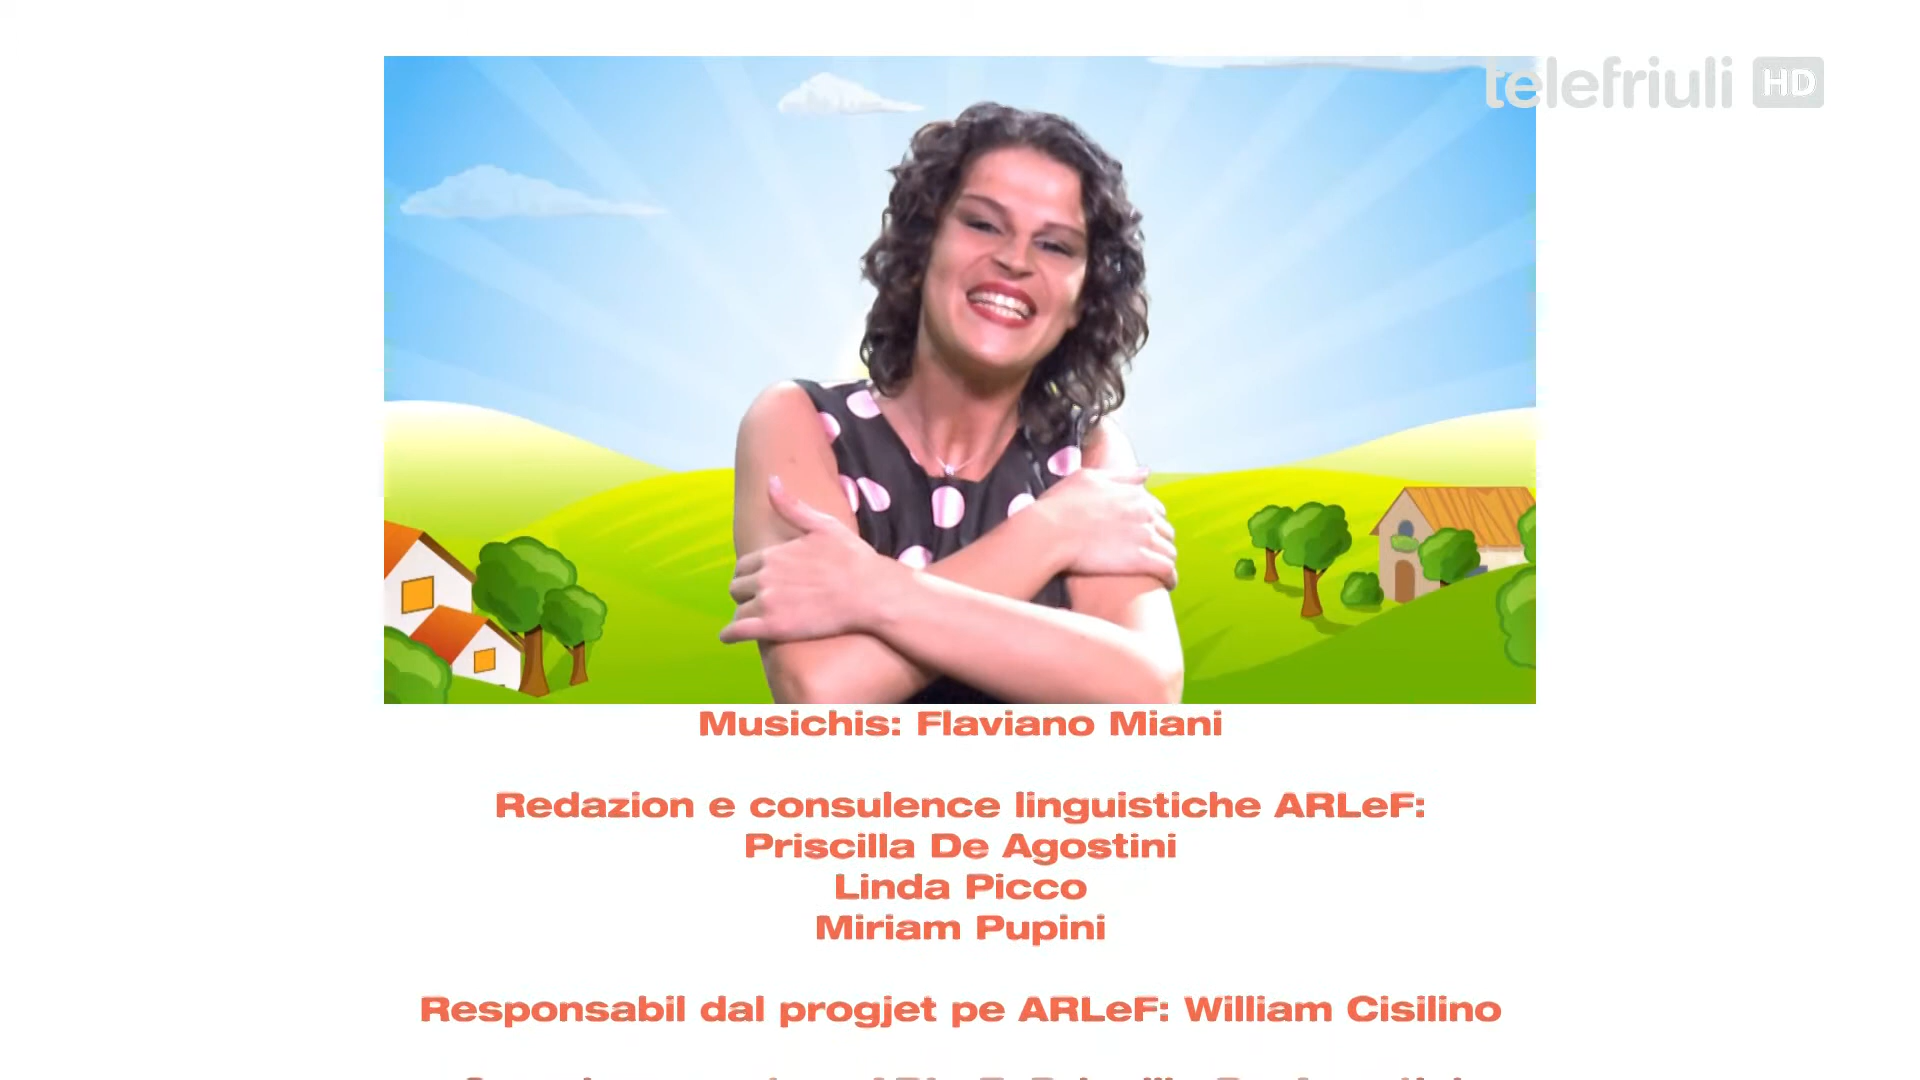 telefriuli HD
Musichis: Flaviano Miani
Redazion e consulence linguistiche ARLeF:
Priscilla De Agostini
Linda Picco
Miriam Pupini
Responsabil dal progjet pe ARLeF: William Cisilino